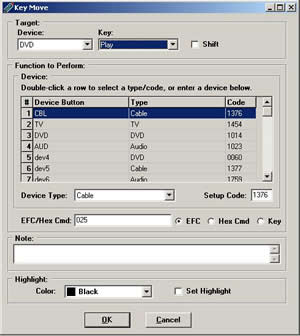 Key Move
Target:
Device:
Key:
DVD
Play
Shift
Function to Perform:
Device:
Double-click a row to select a type/code, or enter a device below.
# Device Button Type Code
1 CBL Cable 1376
2 TV TV 1454
3 DVD DVD 1014
4 AUD Audio 1023
5 dev4 DVD 0060
6 dev5 Cable 1377
7 dev6 Audio 1759
Device Type: Cable Setup Code: 1376
EFC/Hex Cmd: 025 EFC Hex Cmd Key
Note:
Highlight:
Color: Black Set Highlight
OK Cancel